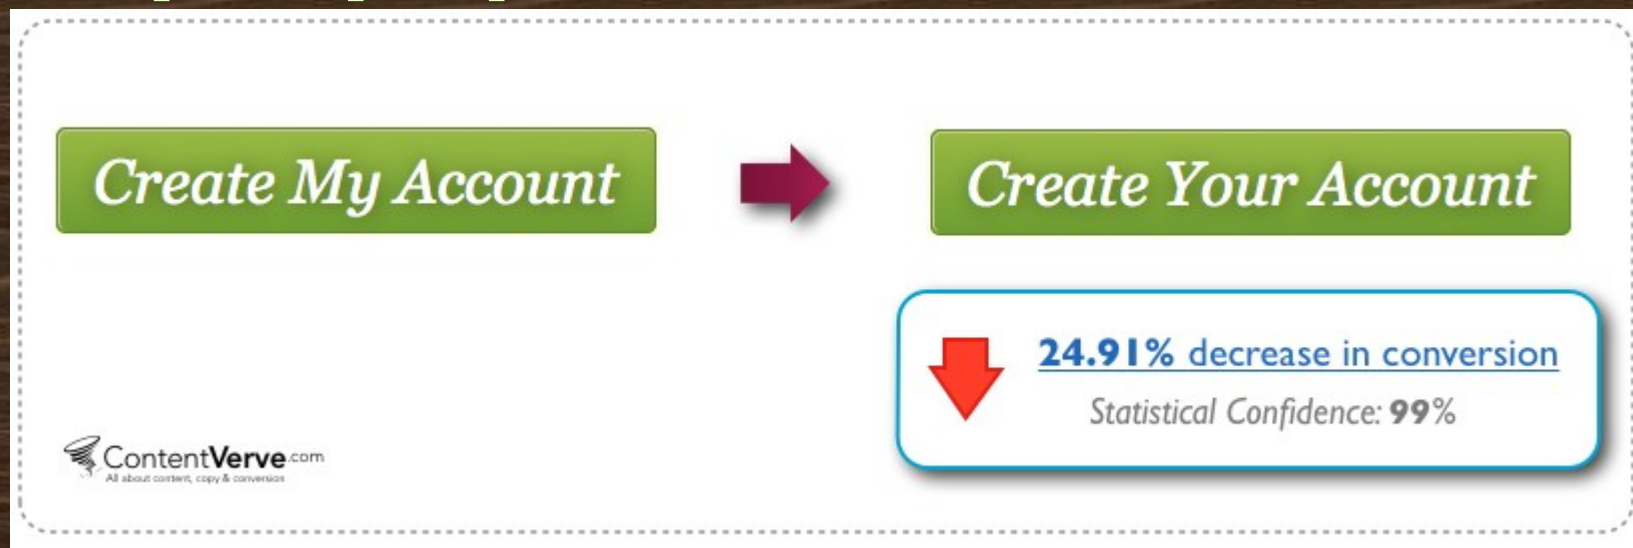 Create My Account
Create Your Account
24.91% decrease in conversion
Statistical Confidence: 99%
ContentVerve.com
All about content, copy & conversion